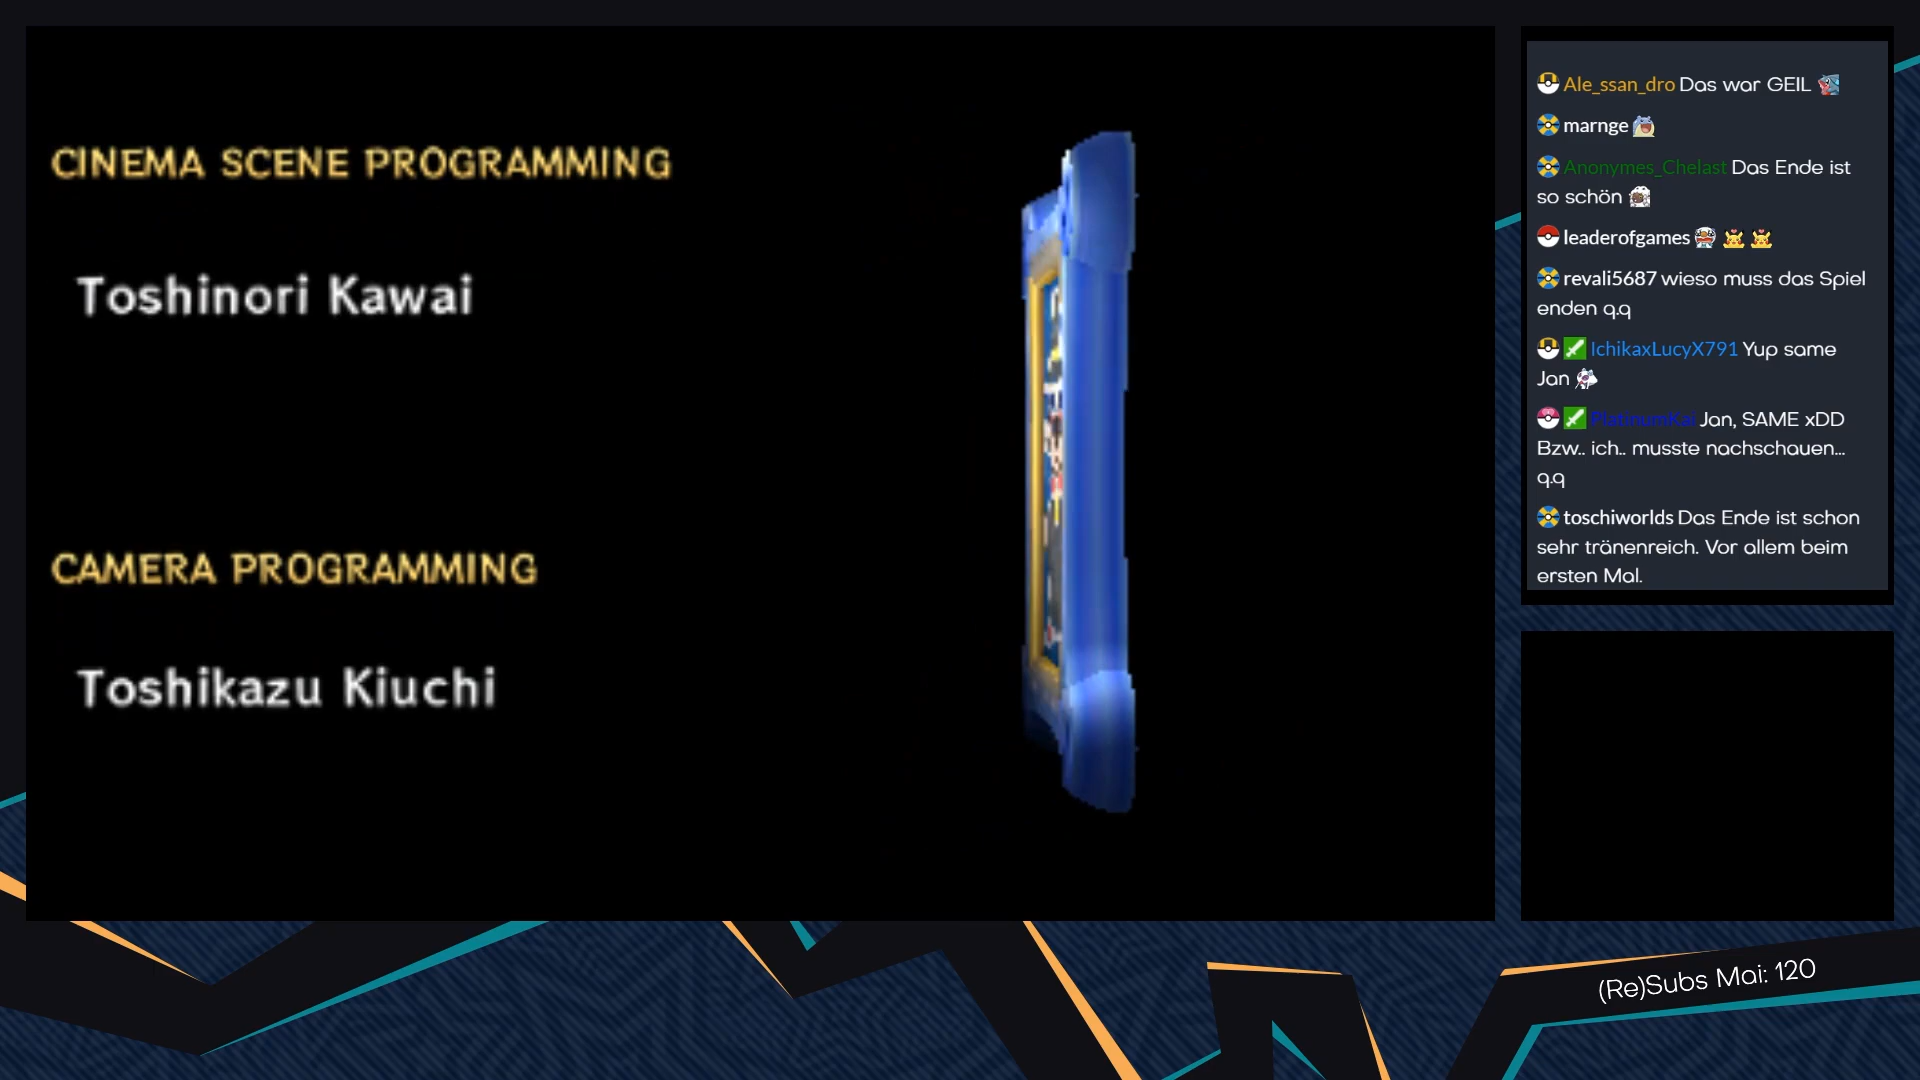 CINEMA SCENE PROGRAMMING
Toshinori Kawai
CAMERA PROGRAMMING
Toshikazu Kiuchi
Ale_ssan_dro Das war GEIL
marnge
Anonymes_Chelast Das Ende ist
so schön
leaderofgames
revali5687 wieso muss das Spiel
enden q.q
IchikaxLucyX791 Yup same
Jan
PlatinumKai Jan, SAME xDD
Bzw.. ich.. musste nachschauen...
q.q
toschiworlds Das Ende ist schon
sehr tränenreich. Vor allem beim
ersten Mal.
(Re)Subs Mai: 120